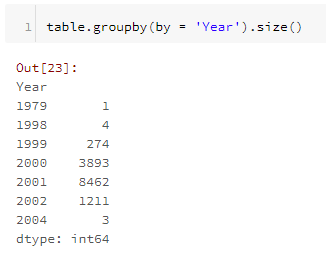 1 table.groupby(by = 'Year').size()
Out[23]:
Year
1979 1
1998 4
1999 274
2000 3893
2001 8462
2002 1211
2004 3
dtype: int64